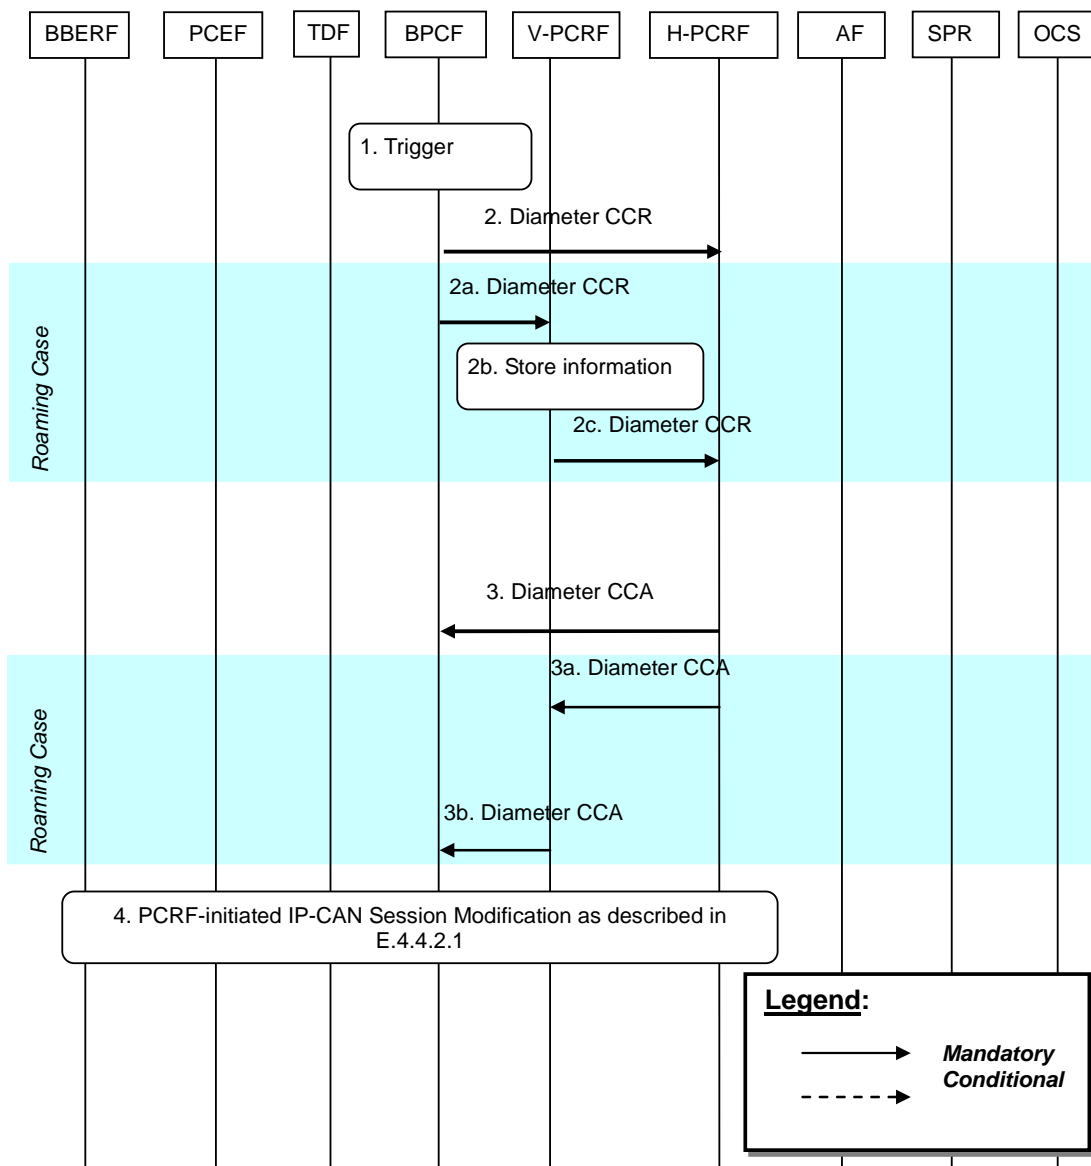 BBERF PCEF TDF BPCF V-PCRF H-PCRF AF SPR OCS
1. Trigger
2. Diameter CCR
2a. Diameter CCR
2b. Store information
2c. Diameter CCR
Roaming Case
3. Diameter CCA
3a. Diameter CCA
3b. Diameter CCA
Roaming Case
4. PCRF-initiated IP-CAN Session Modification as described in
E.4.4.2.1
Legend:
Mandatory
Conditional